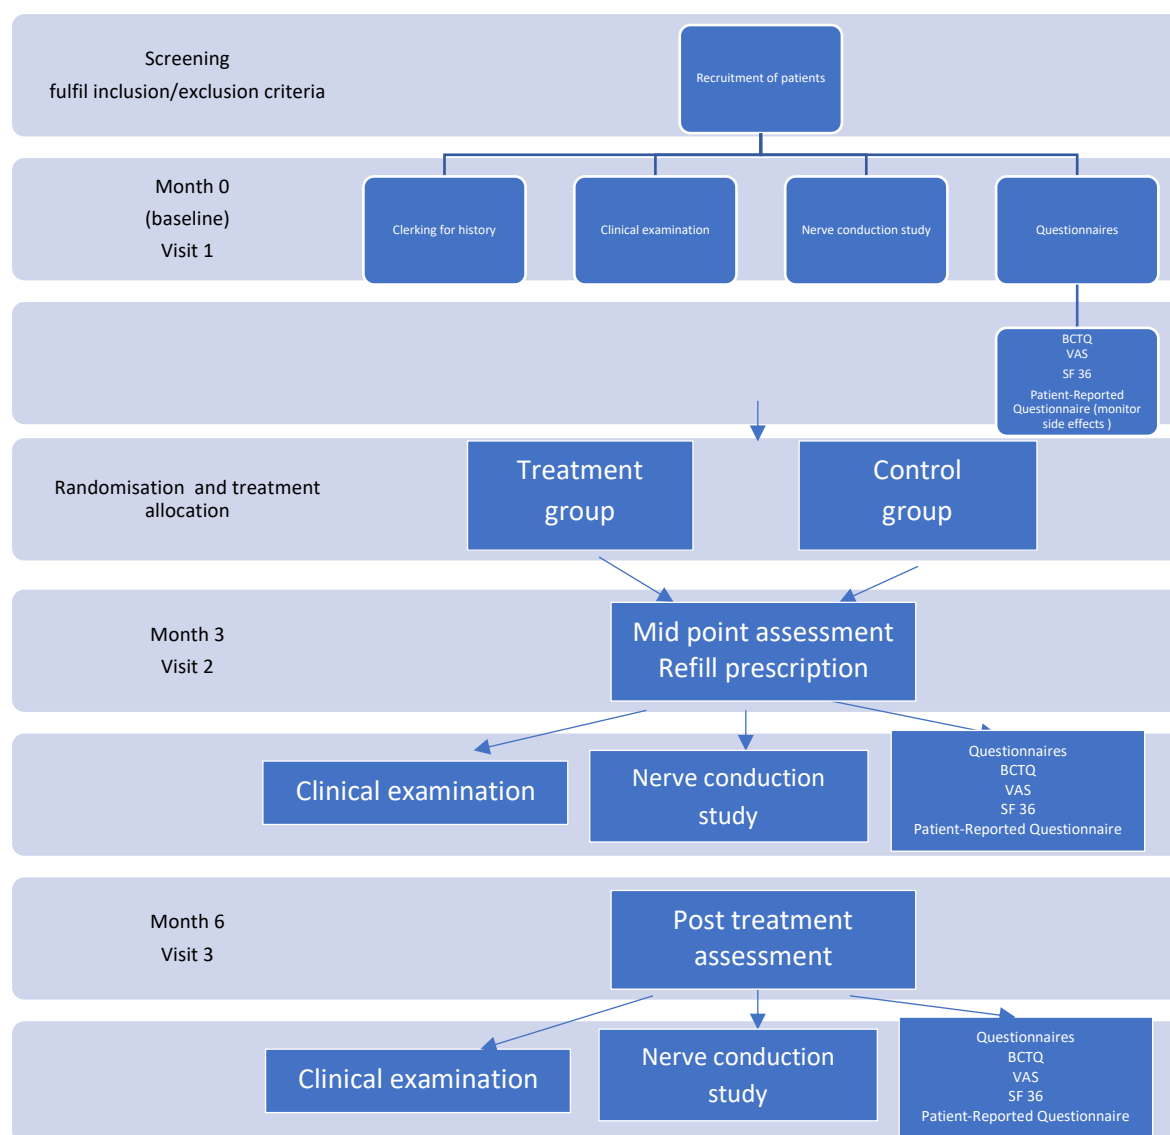 Screening
fulfil inclusion/exclusion criteria
Recruitment of patients
Month 0
(baseline)
Visit 1
Clerking for history
Clinical examination
Nerve conduction study
Questionnaires
BCTQ
VAS
SF 36
Patient-Reported
Questionnaire (monitor
side effects )
Randomisation and treatment
allocation
Treatment
group
Control
group
Month 3
Visit 2
Mid point assessment
Refill prescription
Clinical examination
Nerve conduction
study
Questionnaires
BCTQ
VAS
SF 36
Patient-Reported Questionnaire
Month 6
Visit 3
Post treatment
assessment
Clinical examination
Nerve conduction
study
Questionnaires
BCTQ
VAS
SF 36
Patient-Reported Questionnaire